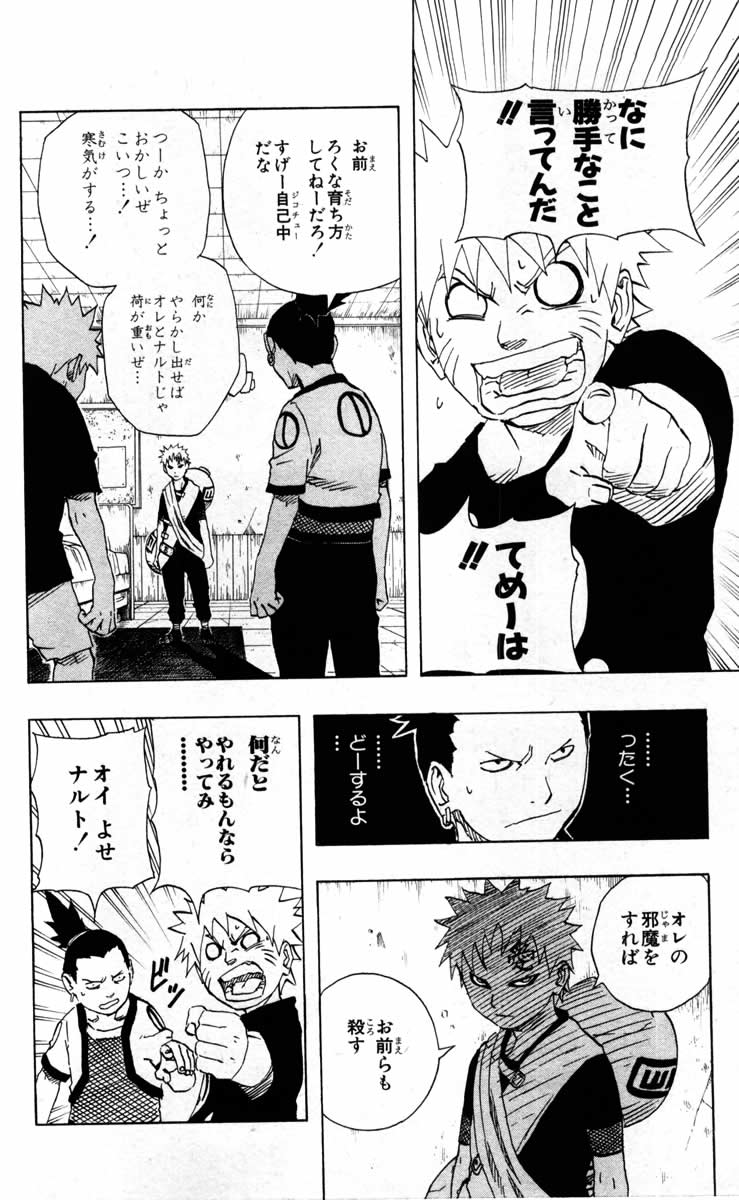 なに
勝手なこと
言ってんだ
!!
てめーは
!!
お前
ろくな育ち方
してねーだろ!
すげー自己中
だな
つーか ちょっと
おかしいぜ
こいつ…!
寒気がする…!
何か
やらかし出せば
オレとナルトじゃ
荷が重いぜ…
……
ったく…
……
どーするよ
…
オレの
邪魔を
すれば
お前らも
殺す
何だと
やれるもんなら
やってみ
………
オイ よせ
ナルト!
ビッ